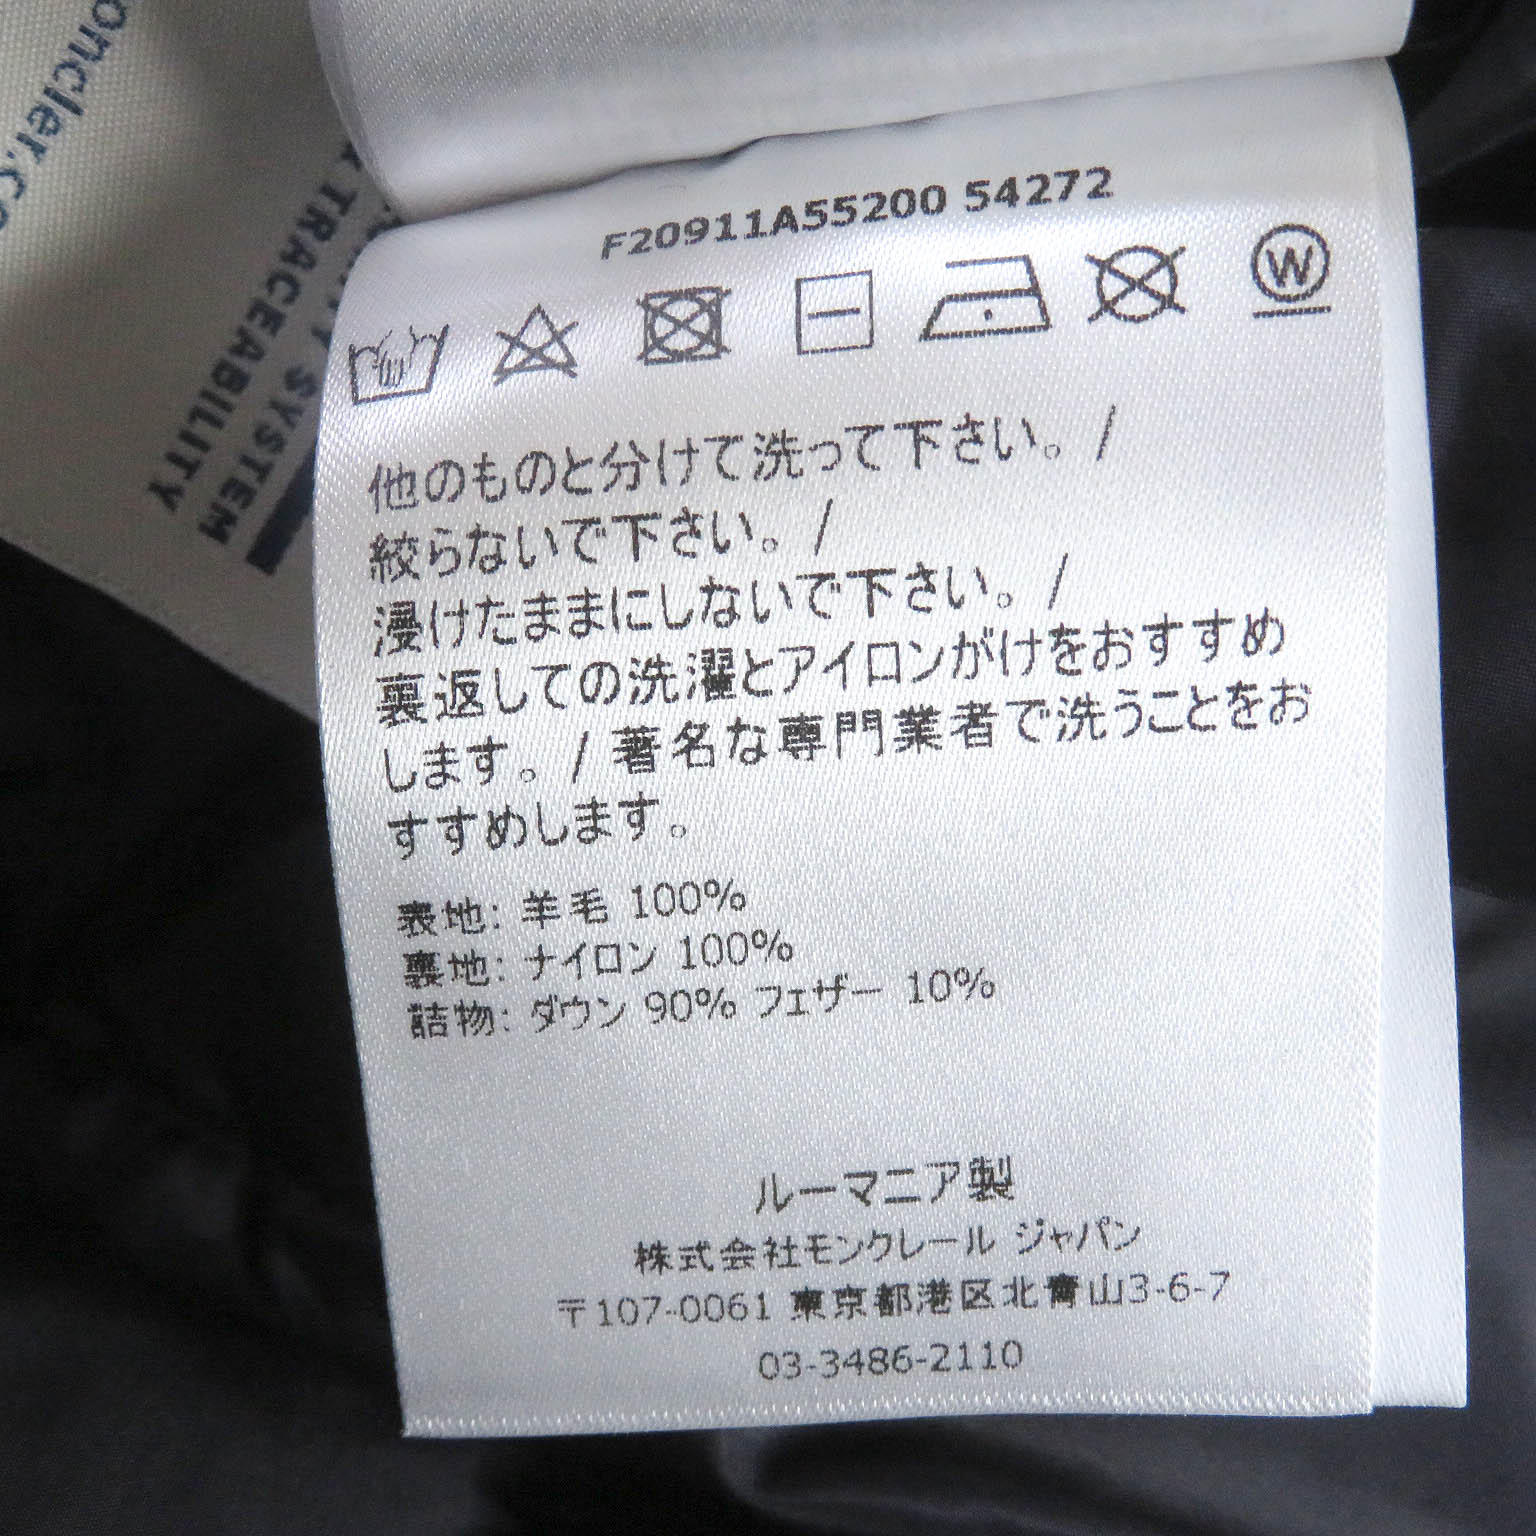 F20911A55200 54272
W
他のものと分けて洗って下さい。/
絞らないで下さい。/
浸けたままにしないで下さい。/
裏返しての洗濯とアイロンがけをおすすめ
します。/ 著名な専門業者で洗うことをお
すすめします。
表地: 羊毛 100%
裏地: ナイロン 100%
詰物: ダウン 90% フェザー 10%
ルーマニア製
株式会社モンクレール ジャパン
〒107-0061 東京都港区北青山3-6-7
03-3486-2110
oncler.co
SYSTEM
TRACEABILITY